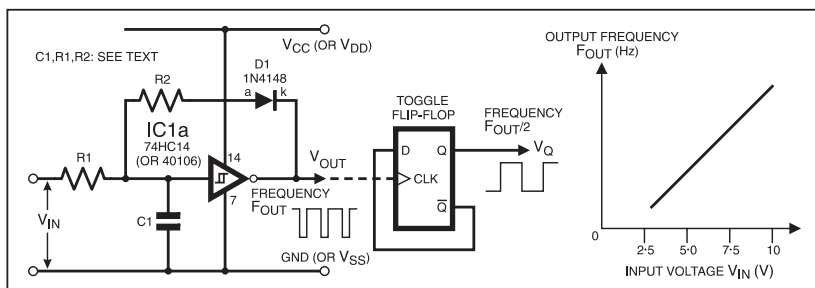 C1,R1,R2: SEE TEXT
VCC (OR VDD)
R2
D1
1N4148
a
k
IC1a
74HC14
(OR 40106)
R1
14
7
VIN
C1
VOUT
FREQUENCY
FOUT
GND (OR VSS)
TOGGLE
FLIP-FLOP
D
Q
CLK
Q̅
FREQUENCY
FOUT/2
VQ
OUTPUT FREQUENCY
FOUT (Hz)
0
2·5
5·0
7·5
10
INPUT VOLTAGE VIN (V)